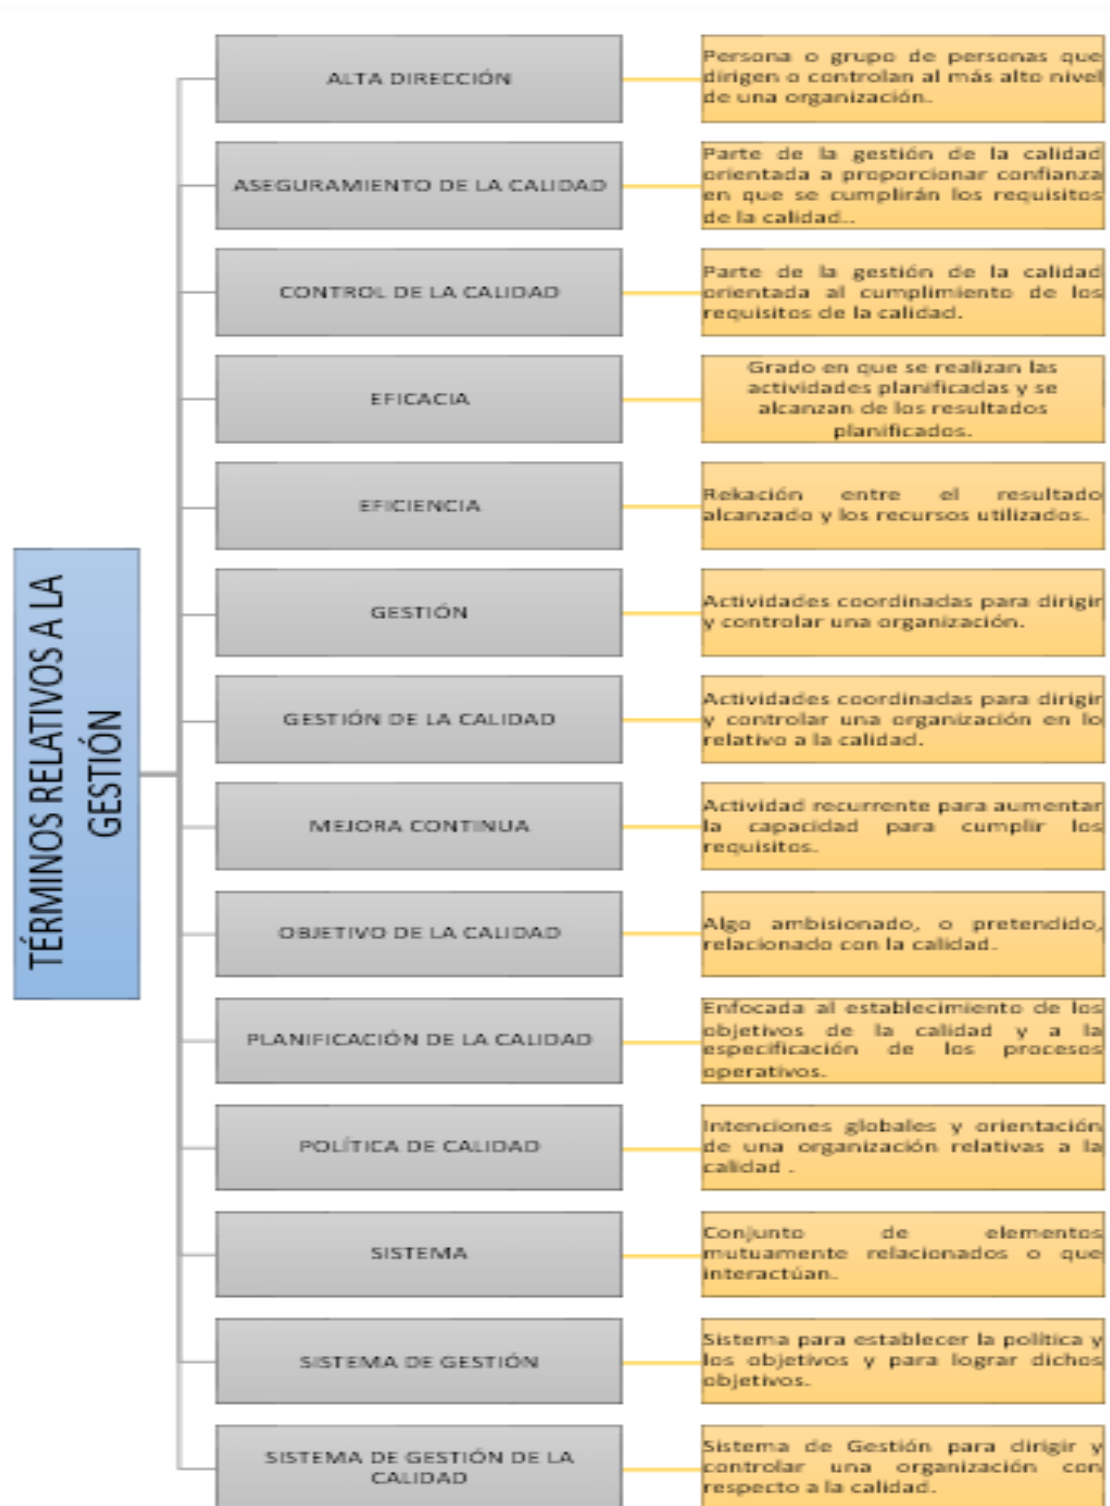 TÉRMINOS RELATIVOS A LA
GESTIÓN
ALTA DIRECCIÓN
Persona o grupo de personas que
dirigen o controlan al más alto nivel
de una organización.
ASEGURAMIENTO DE LA CALIDAD
Parte de la gestión de la calidad
orientada a proporcionar confianza
en que se cumplirán los requisitos
de la calidad..
CONTROL DE LA CALIDAD
Parte de la gestión de la calidad
orientada al cumplimiento de los
requisitos de la calidad.
EFICACIA
Grado en que se realizan las
actividades planificadas y se
alcanzan de los resultados
planificados.
EFICIENCIA
Rekación entre el resultado
alcanzado y los recursos utilizados.
GESTIÓN
Actividades coordinadas para dirigir
y controlar una organización.
GESTIÓN DE LA CALIDAD
Actividades coordinadas para dirigir
y controlar una organización en lo
relativo a la calidad.
MEJORA CONTINUA
Actividad recurrente para aumentar
la capacidad para cumplir los
requisitos.
OBJETIVO DE LA CALIDAD
Algo ambisionado, o pretendido,
relacionado con la calidad.
PLANIFICACIÓN DE LA CALIDAD
Enfocada al establecimiento de los
objetivos de la calidad y a la
especificación de los procesos
operativos.
POLÍTICA DE CALIDAD
Intenciones globales y orientación
de una organización relativas a la
calidad .
SISTEMA
Conjunto de elementos
mutuamente relacionados o que
interactúan.
SISTEMA DE GESTIÓN
Sistema para establecer la política y
los objetivos y para lograr dichos
objetivos.
SISTEMA DE GESTIÓN DE LA
CALIDAD
Sistema de Gestión para dirigir y
controlar una organización con
respecto a la calidad.